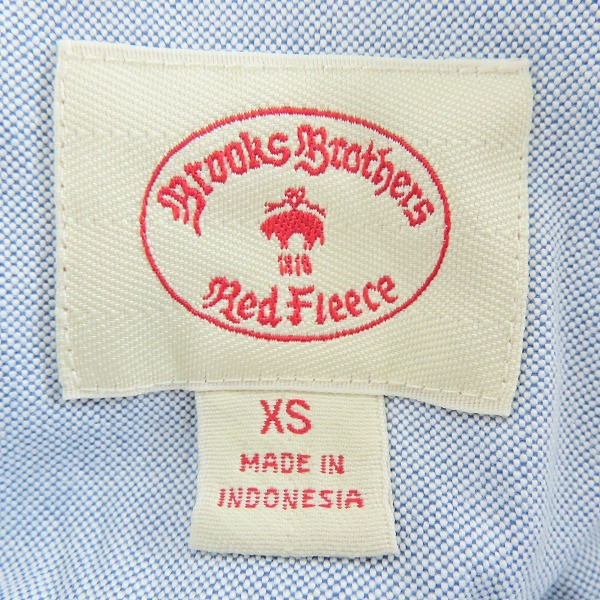 Brooks Brothers
1818
Red Fleece
XS
MADE IN
INDONESIA